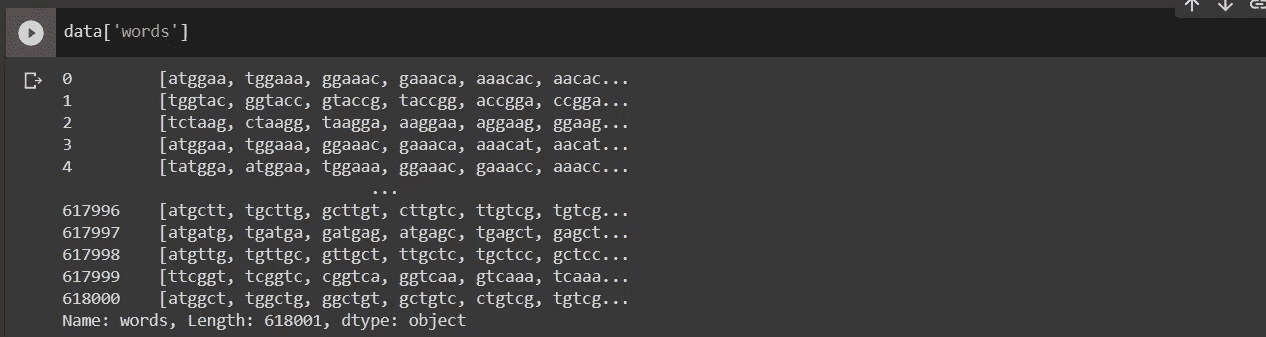 data['words']
0 [atggaa, tggaaa, ggaaac, gaaaca, aaacac, aacac...
1 [tggtac, ggtacc, gtaccg, taccgg, accgga, ccgga...
2 [tctaag, ctaagg, taagga, aaggaa, aggaag, ggaag...
3 [atggaa, tggaaa, ggaaac, gaaaca, aaacat, aacat...
4 [tatgga, atggaa, tggaaa, ggaaac, gaaacc, aaacc...
...
617996 [atgctt, tgcttg, gcttgt, cttgtc, ttgtcg, tgtcg...
617997 [atgatg, tgatga, gatgag, atgagc, tgagct, gagct...
617998 [atgttg, tgttgc, gttgct, ttgctc, tgctcc, gctcc...
617999 [ttcggt, tcggtc, cggtca, ggtcaa, gtcaaa, tcaaa...
618000 [atggct, tggctg, ggctgt, gctgtc, ctgtcg, tgtcg...
Name: words, Length: 618001, dtype: object